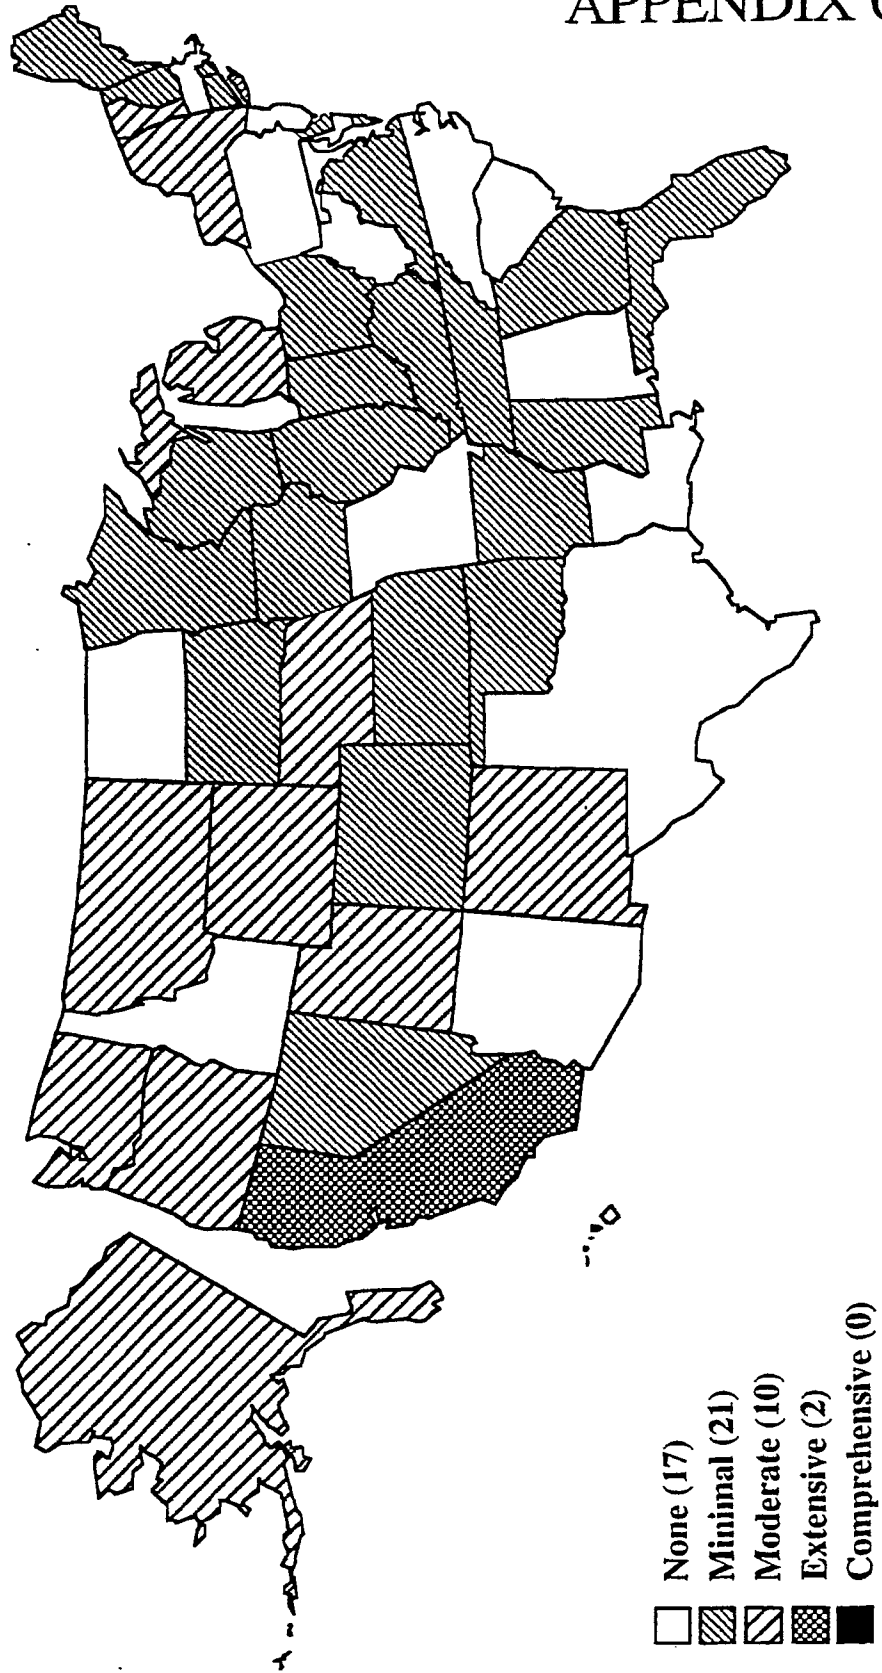 APPENDIX
None (17)
Minimal (21)
Moderate (10)
Extensive (2)
Comprehensive (0)